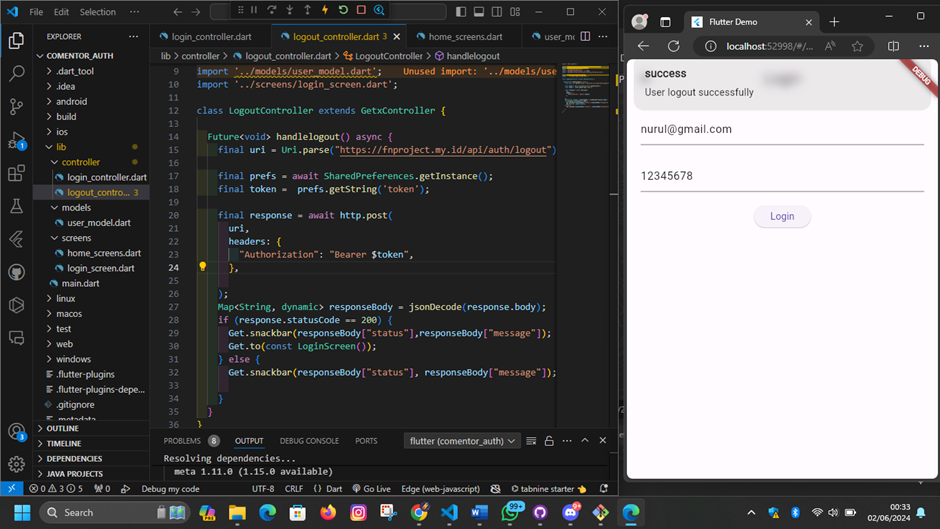 File Edit Selection ...
EXPLORER ...
COMENTOR_AUTH
.dart_tool
.idea
android
build
ios
lib
controller
login_controller.dart
logout_contro... 3
models
user_model.dart
screens
home_screens.dart
login_screen.dart
main.dart
linux
macos
test
web
windows
.flutter-plugins
.flutter-plugins-depe...
.gitignore
.metadata
OUTLINE
TIMELINE
DEPENDENCIES
JAVA PROJECTS
1
3
login_controller.dart
logout_controller.dart 3
home_screens.dart
user_m
lib > controller > logout_controller.dart > LogoutController > handlelogout
9 import '../models/user_model.dart'; Unused import: '../models/use
10 import '../screens/login_screen.dart';
11
12 class LogoutController extends GetxController {
13
14 Future<void> handlelogout() async {
15 final uri = Uri.parse("https://fnproject.my.id/api/auth/logout")
16
17 final prefs = await SharedPreferences.getInstance();
18 final token = prefs.getString('token');
19
20 final response = await http.post(
21 uri,
22 headers: {
23 "Authorization": "Bearer $token",
24 },
25
26 );
27 Map<String, dynamic> responseBody = jsonDecode(response.body);
28 if (response.statusCode == 200) {
29 Get.snackbar(responseBody["status"],responseBody["message"]);
30 Get.to(const LoginScreen());
31 } else {
32 Get.snackbar(responseBody["status"], responseBody["message"]);
33
34 }
35 }
36 }
PROBLEMS 8 OUTPUT DEBUG CONSOLE PORTS flutter (comentor_auth)
Resolving dependencies...
meta 1.11.0 (1.15.0 available)
0 3 5 0 Debug my code UTF-8 CRLF {} Dart Go Live Edge (web-javascript) tabnine starter
Flutter Demo
localhost:52998/#/...
DEBUG
success
User logout successfully
nurul@gmail.com
12345678
Login
Search
99+
00:33
02/06/2024